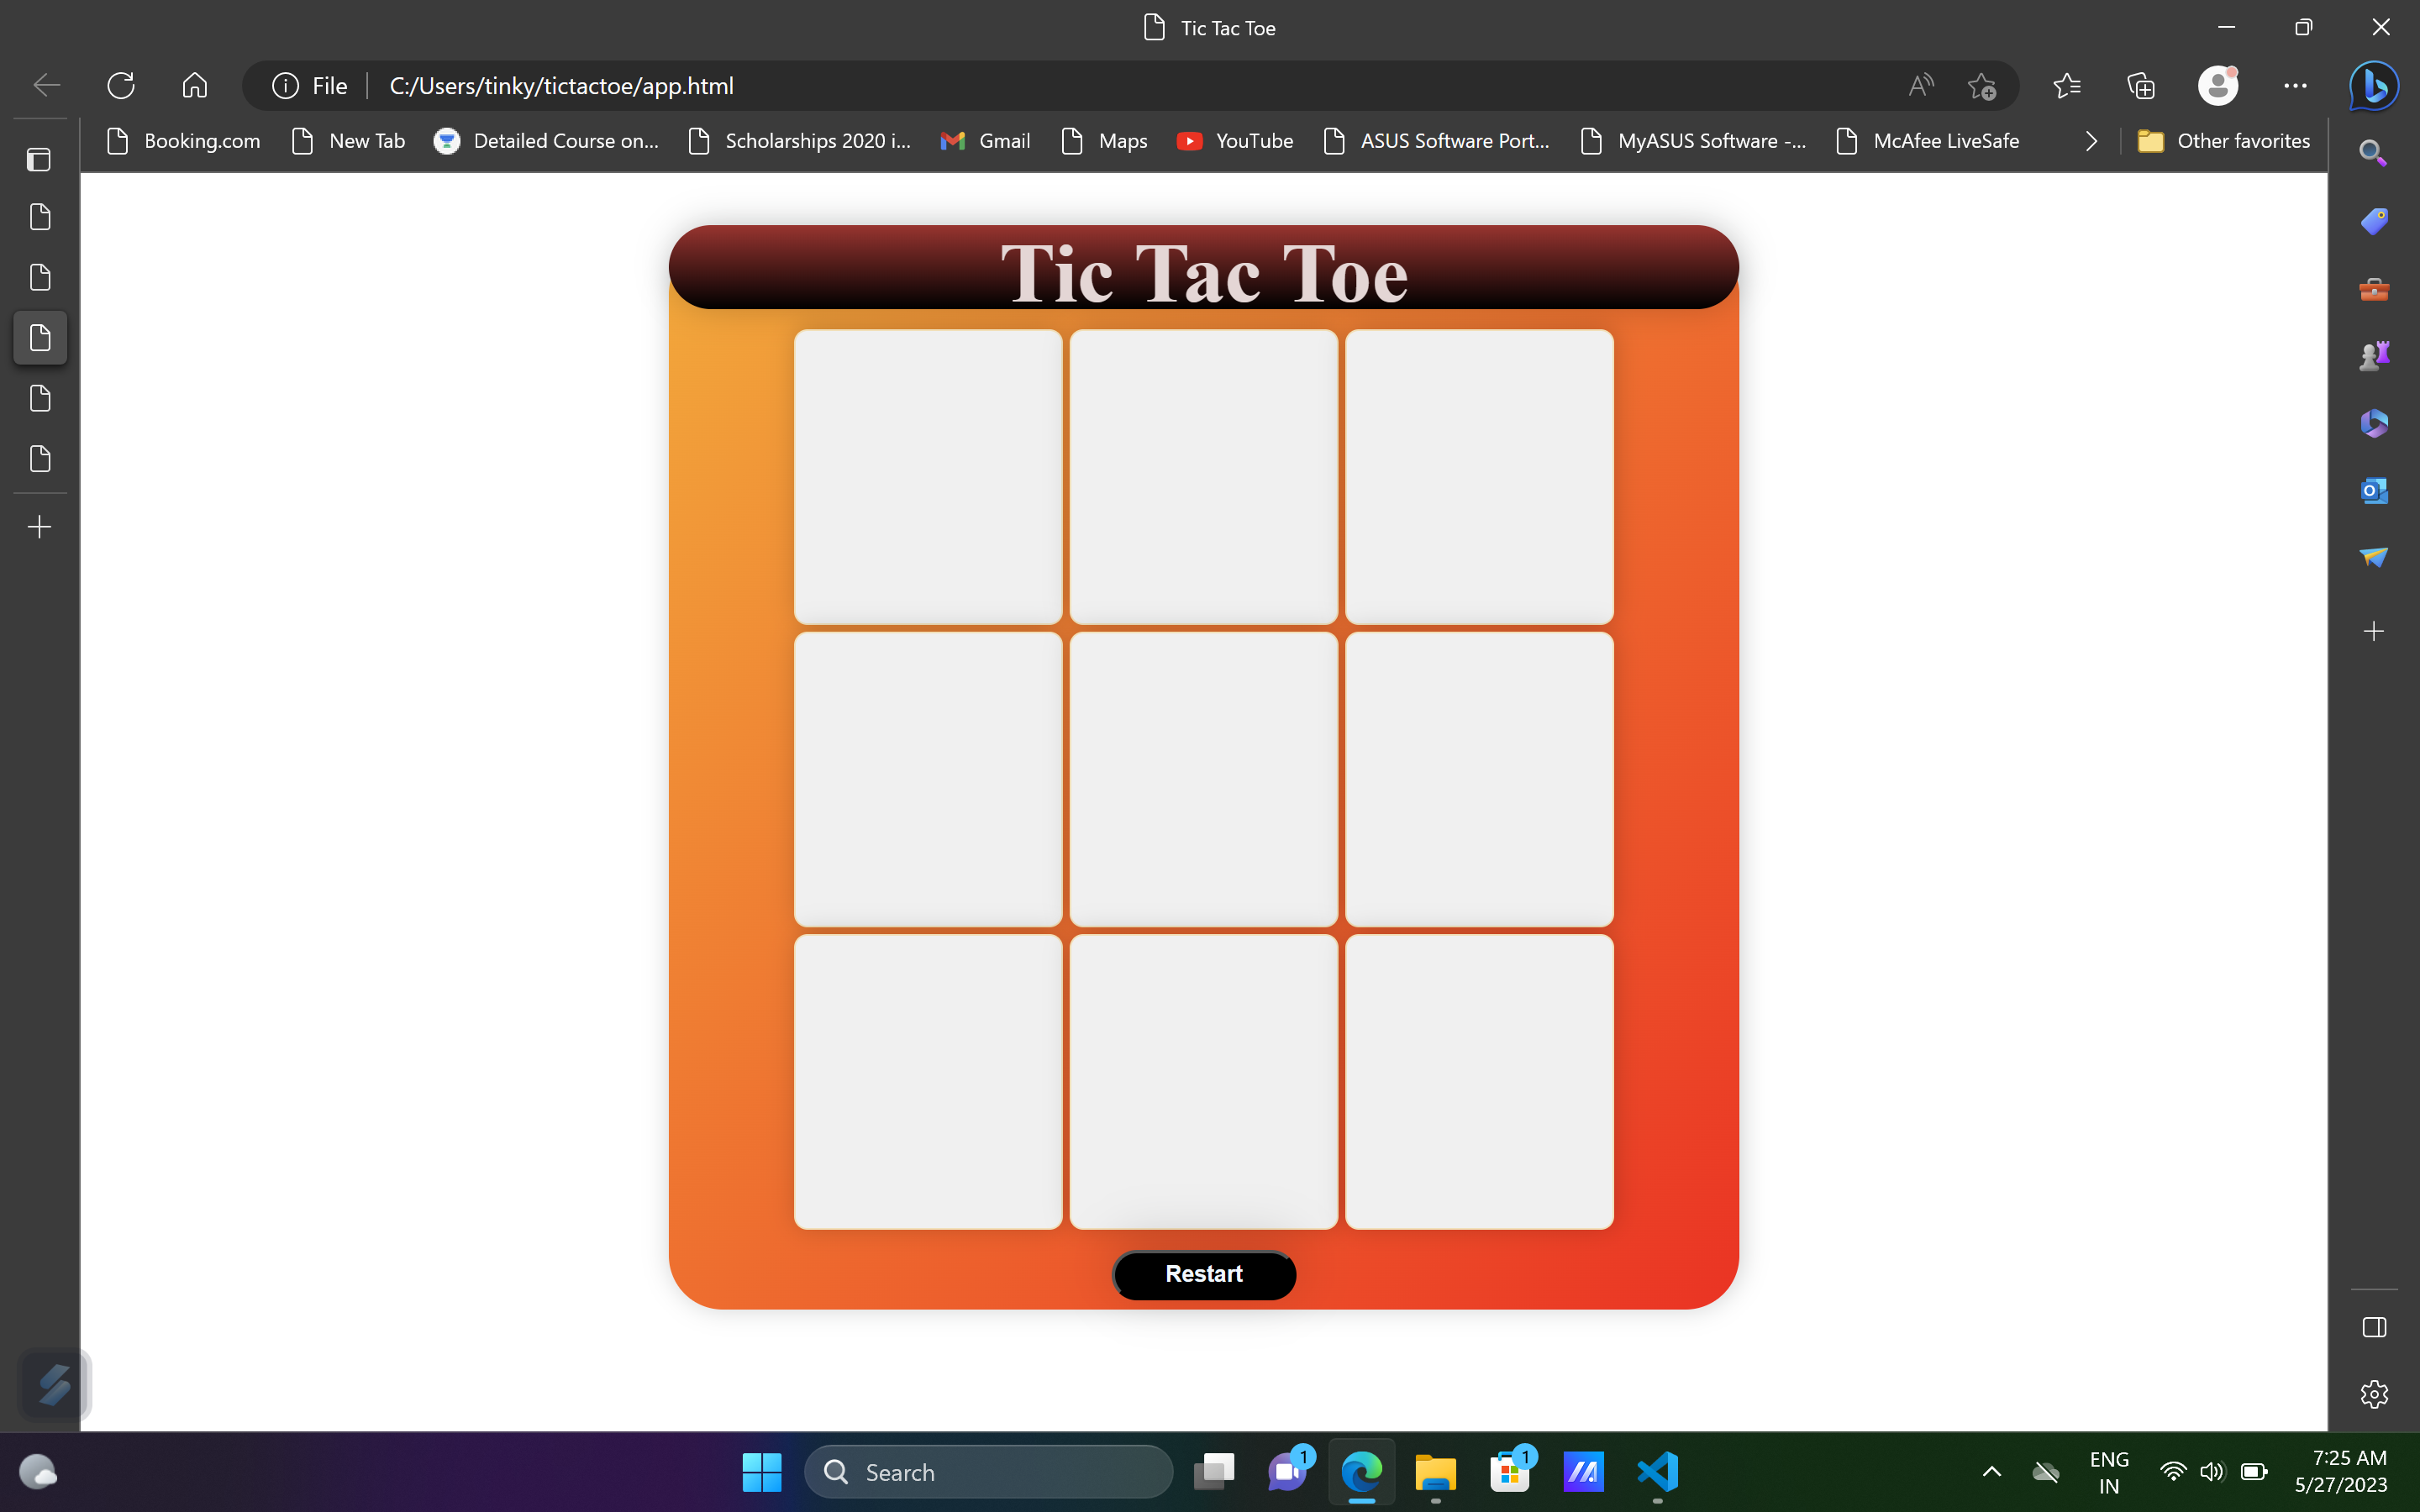 Tic Tac Toe
File C:/Users/tinky/tictactoe/app.html
Booking.com New Tab Detailed Course on... Scholarships 2020 i... Gmail Maps YouTube ASUS Software Port... MyASUS Software -... McAfee LiveSafe Other favorites
Tic Tac Toe
Restart
Search
1
1
ENG
IN
7:25 AM
5/27/2023